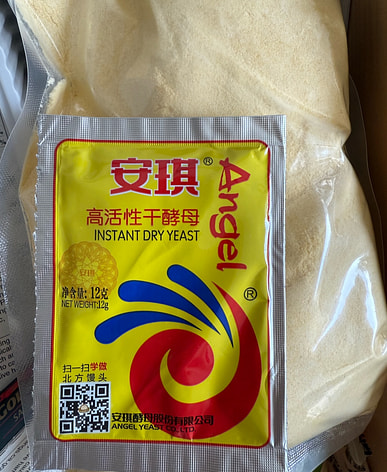 安琪®
Angel®
高活性干酵母
INSTANT DRY YEAST
净含量: 12克
NET WEIGHT:12g
扫一扫学做
北方馒头
安琪酵母股份有限公司
ANGEL YEAST CO., LTD.